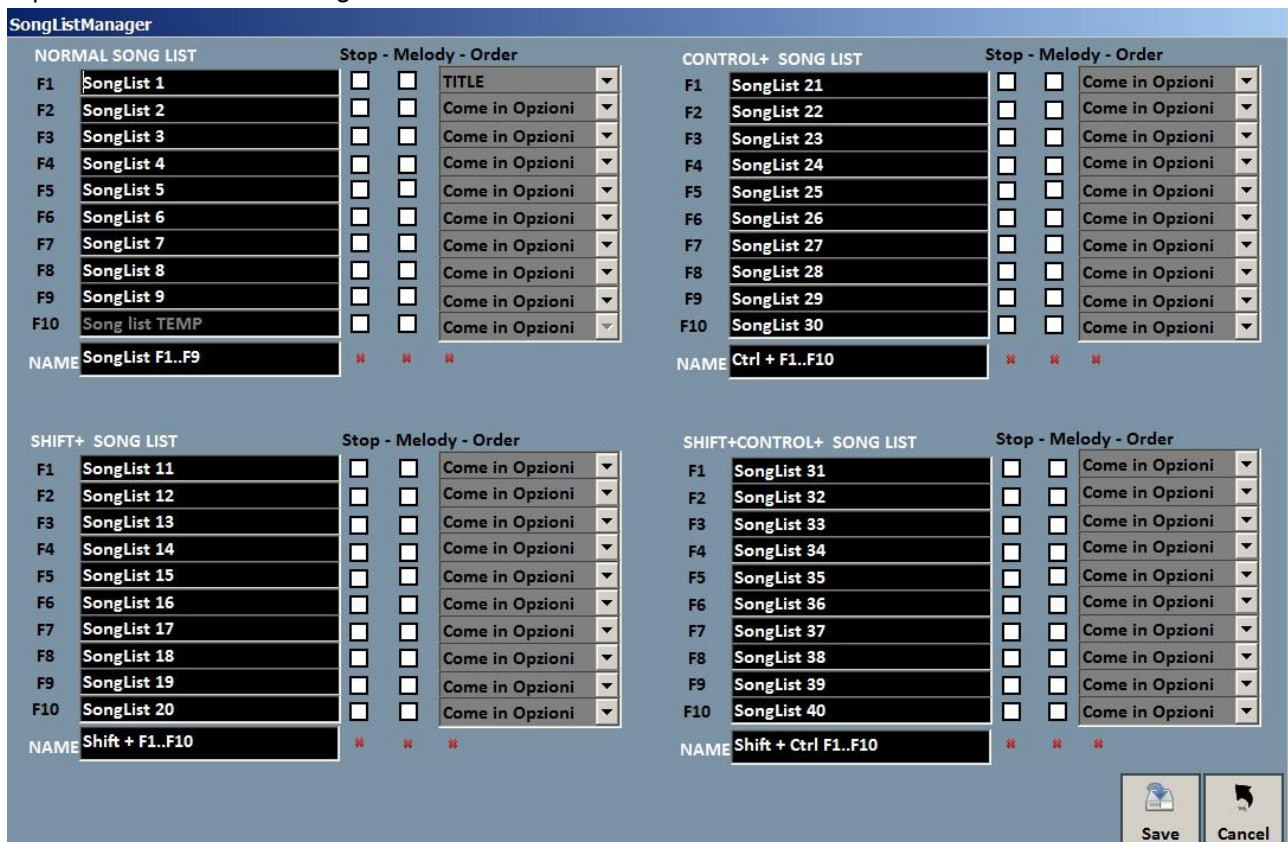 SongListManager
NORMAL SONG LIST Stop - Melody - Order
F1 SongList 1 TITLE
F2 SongList 2 Come in Opzioni
F3 SongList 3 Come in Opzioni
F4 SongList 4 Come in Opzioni
F5 SongList 5 Come in Opzioni
F6 SongList 6 Come in Opzioni
F7 SongList 7 Come in Opzioni
F8 SongList 8 Come in Opzioni
F9 SongList 9 Come in Opzioni
F10 Song list TEMP Come in Opzioni
NAME SongList F1..F9
CONTROL+ SONG LIST Stop - Melody - Order
F1 SongList 21 Come in Opzioni
F2 SongList 22 Come in Opzioni
F3 SongList 23 Come in Opzioni
F4 SongList 24 Come in Opzioni
F5 SongList 25 Come in Opzioni
F6 SongList 26 Come in Opzioni
F7 SongList 27 Come in Opzioni
F8 SongList 28 Come in Opzioni
F9 SongList 29 Come in Opzioni
F10 SongList 30 Come in Opzioni
NAME Ctrl + F1..F10
SHIFT+ SONG LIST Stop - Melody - Order
F1 SongList 11 Come in Opzioni
F2 SongList 12 Come in Opzioni
F3 SongList 13 Come in Opzioni
F4 SongList 14 Come in Opzioni
F5 SongList 15 Come in Opzioni
F6 SongList 16 Come in Opzioni
F7 SongList 17 Come in Opzioni
F8 SongList 18 Come in Opzioni
F9 SongList 19 Come in Opzioni
F10 SongList 20 Come in Opzioni
NAME Shift + F1..F10
SHIFT+CONTROL+ SONG LIST Stop - Melody - Order
F1 SongList 31 Come in Opzioni
F2 SongList 32 Come in Opzioni
F3 SongList 33 Come in Opzioni
F4 SongList 34 Come in Opzioni
F5 SongList 35 Come in Opzioni
F6 SongList 36 Come in Opzioni
F7 SongList 37 Come in Opzioni
F8 SongList 38 Come in Opzioni
F9 SongList 39 Come in Opzioni
F10 SongList 40 Come in Opzioni
NAME Shift + Ctrl F1..F10
Save Cancel